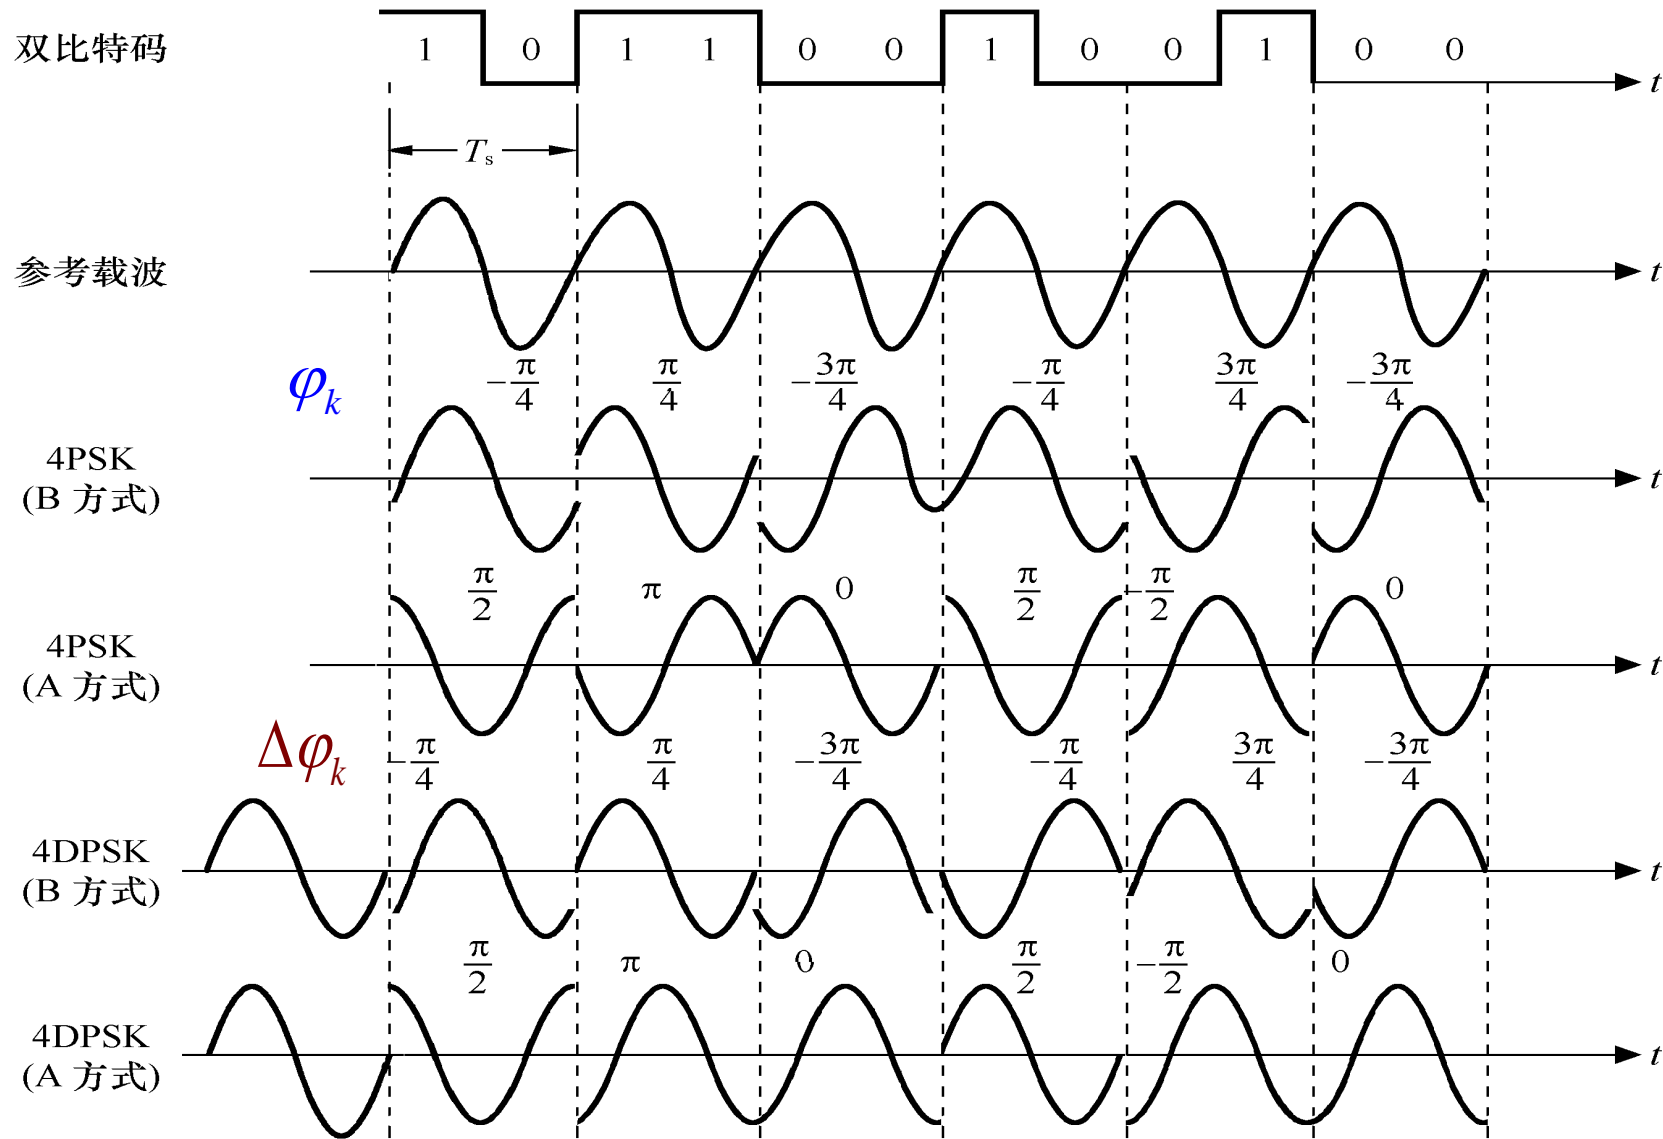 双比特码 1 0 1 1 0 0 1 0 0 1 0 0 t
Ts
参考载波 t
φk -π/4 π/4 -3π/4 -π/4 3π/4 -3π/4
4PSK
(B 方式) t
π/2 π 0 π/2 -π/2 0
4PSK
(A 方式) t
Δφk -π/4 π/4 -3π/4 -π/4 3π/4 -3π/4
4DPSK
(B 方式) t
π/2 π 0 π/2 -π/2 0
4DPSK
(A 方式) t